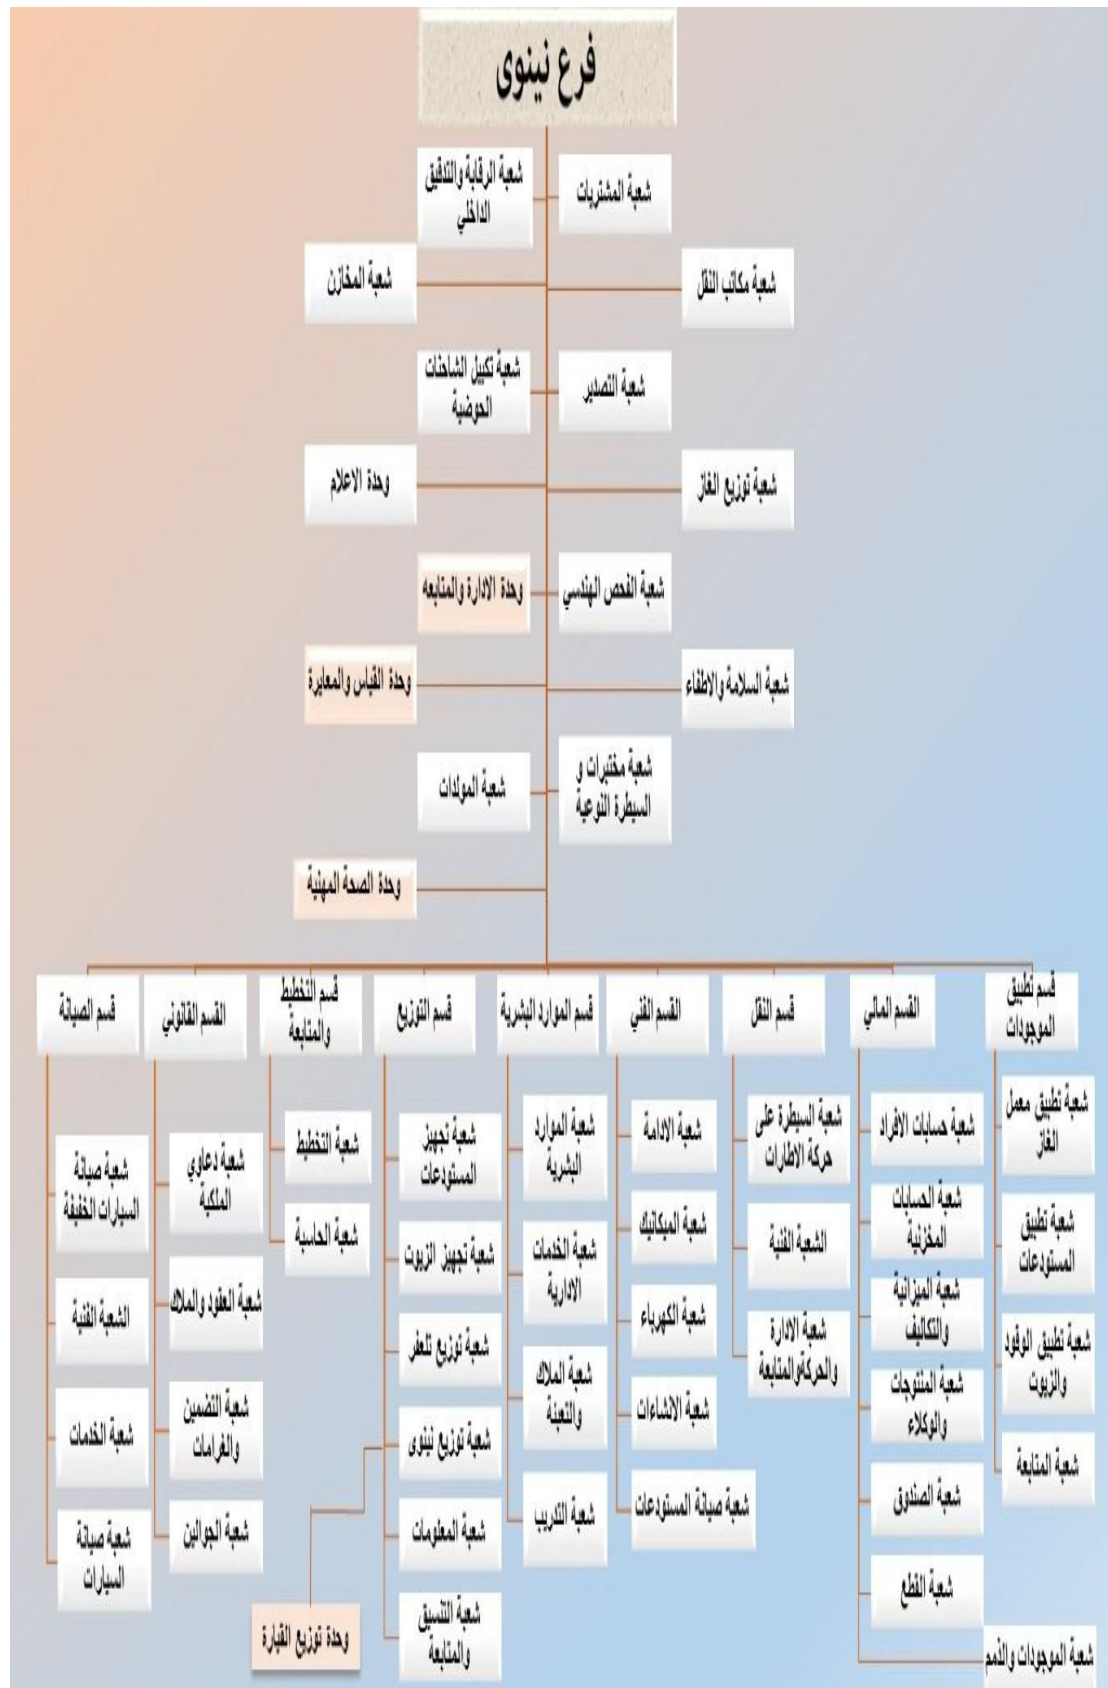 فرع نينوى
شعبة المشتريات
شعبة الرقابة والتدقيق
الداخلي
شعبة مكاتب النقل
شعبة المخازن
شعبة التصدير
شعبة تكييل الشاحنات
الحوضية
شعبة توزيع الغاز
وحدة الاعلام
شعبة الفحص الهندسي
وحدة الادارة والمتابعه
شعبة السلامة والاطفاء
وحدة القياس والمعايرة
شعبة مختبرات و
السيطرة النوعية
شعبة المولدات
وحدة الصحة المهنية
قسم تطبيق
الموجودات
شعبة تطبيق معمل
الغاز
شعبة تطبيق
المستودعات
شعبة تطبيق الوقود
والزيوت
شعبة المتابعة
القسم المالي
شعبة حسابات الافراد
شعبة الحسابات
المخزنية
شعبة الميزانية
والتكاليف
شعبة المنتوجات
والوكلاء
شعبة الصندوق
شعبة القطع
شعبة الموجودات والذمم
قسم النقل
شعبة السيطرة على
حركة الاطارات
الشعبة الفنية
شعبة الادارة
والحركةوالمتابعة
القسم الفني
شعبة الادامة
شعبة الميكانيك
شعبة الكهرباء
شعبة الانشاءات
شعبة صيانة المستودعات
قسم الموارد البشرية
شعبة الموارد
البشرية
شعبة الخدمات
الادارية
شعبة الملاك
والتعبئة
شعبة التدريب
قسم التوزيع
شعبة تجهيز
المستودعات
شعبة تجهيز الزيوت
شعبة توزيع تلعفر
شعبة توزيع نينوى
شعبة المعلومات
شعبة التنسيق
والمتابعة
وحدة توزيع القيارة
قسم التخطيط
والمتابعة
شعبة التخطيط
شعبة الحاسبة
القسم القانوني
شعبة دعاوي
الملكية
شعبة العقود والملاك
شعبة التضمين
والغرامات
شعبة الجوالين
قسم الصيانة
شعبة صيانة
السيارات الخفيفة
الشعبة الفنية
شعبة الخدمات
شعبة صيانة
السيارات